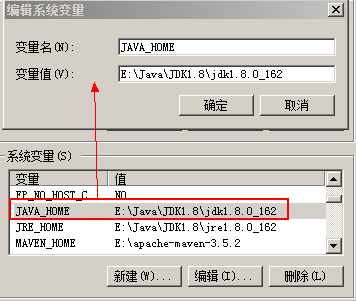 编辑系统变量
变量名(N):
JAVA_HOME
变量值(V):
E:\Java\JDK1.8\jdk1.8.0_162
确定
取消
系统变量(S)
变量 值
FP_NO_HOST_C... NO
JAVA_HOME E:\Java\JDK1.8\jdk1.8.0_162
JRE_HOME E:\Java\JDK1.8\jre1.8.0_162
MAVEN_HOME E:\apache-maven-3.5.2
新建(W)... 编辑(I)... 删除(L)